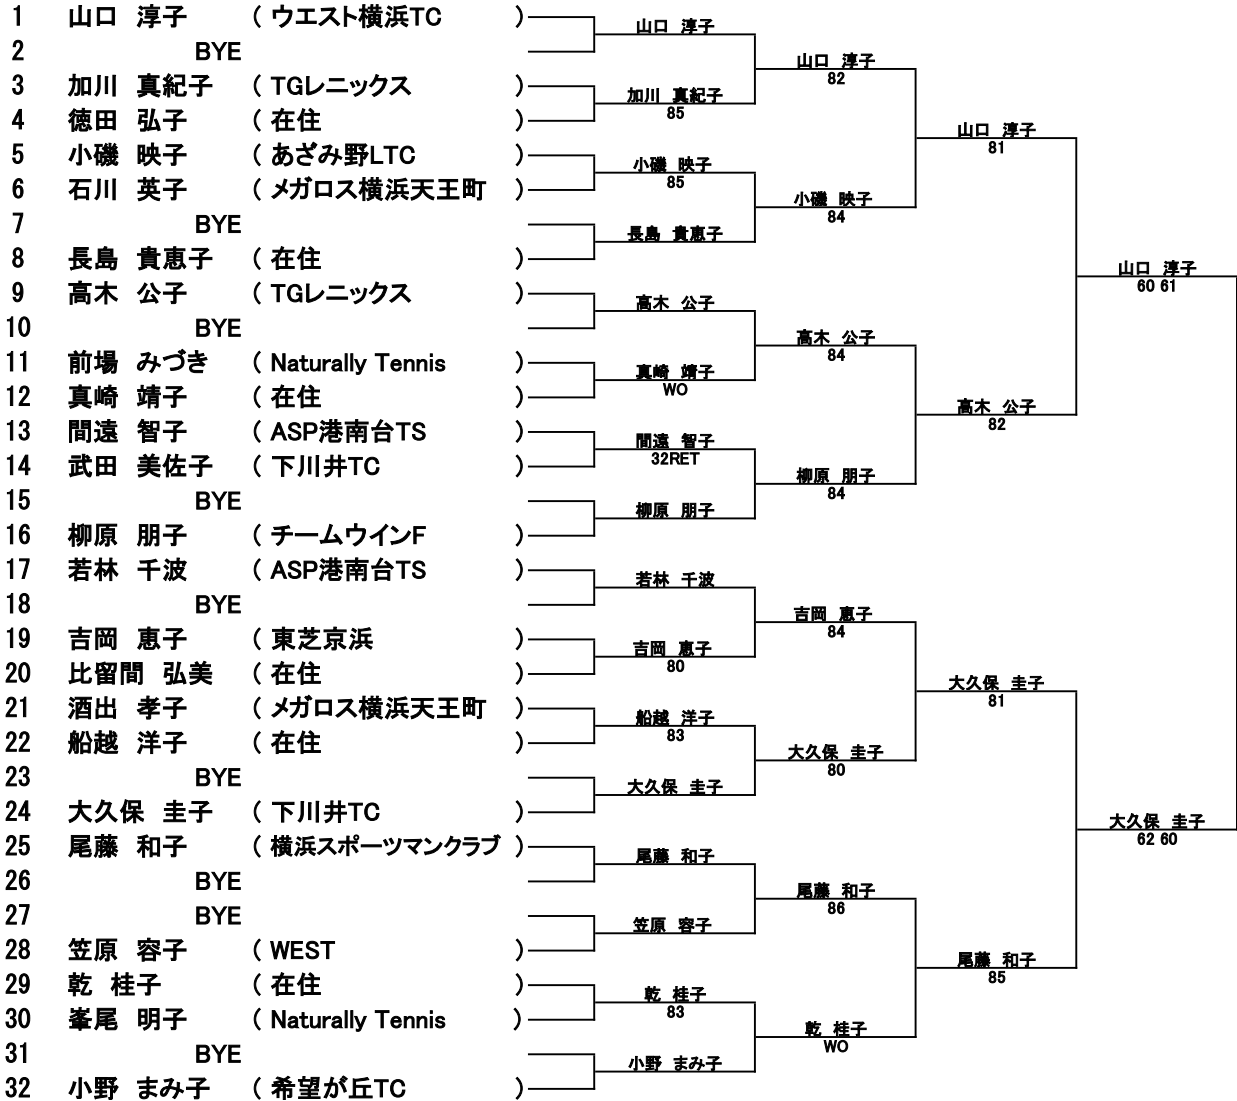 1 山口 淳子 ( ウエスト横浜TC )
2 BYE
3 加川 真紀子 ( TGレニックス )
4 徳田 弘子 ( 在住 )
5 小磯 映子 ( あざみ野LTC )
6 石川 英子 ( メガロス横浜天王町 )
7 BYE
8 長島 貴恵子 ( 在住 )
9 高木 公子 ( TGレニックス )
10 BYE
11 前場 みづき ( Naturally Tennis )
12 真崎 靖子 ( 在住 )
13 間遠 智子 ( ASP港南台TS )
14 武田 美佐子 ( 下川井TC )
15 BYE
16 柳原 朋子 ( チームウインF )
17 若林 千波 ( ASP港南台TS )
18 BYE
19 吉岡 恵子 ( 東芝京浜 )
20 比留間 弘美 ( 在住 )
21 酒出 孝子 ( メガロス横浜天王町 )
22 船越 洋子 ( 在住 )
23 BYE
24 大久保 圭子 ( 下川井TC )
25 尾藤 和子 ( 横浜スポーツマンクラブ )
26 BYE
27 BYE
28 笠原 容子 ( WEST )
29 乾 桂子 ( 在住 )
30 峯尾 明子 ( Naturally Tennis )
31 BYE
32 小野 まみ子 ( 希望が丘TC )
山口 淳子
加川 真紀子
85
小磯 映子
85
長島 貴恵子
高木 公子
真崎 靖子
WO
間遠 智子
32RET
柳原 朋子
若林 千波
吉岡 恵子
80
船越 洋子
83
大久保 圭子
尾藤 和子
笠原 容子
乾 桂子
83
小野 まみ子
山口 淳子
82
小磯 映子
84
高木 公子
84
柳原 朋子
84
吉岡 恵子
84
大久保 圭子
80
尾藤 和子
86
乾 桂子
WO
山口 淳子
81
高木 公子
82
大久保 圭子
81
尾藤 和子
85
山口 淳子
60 61
大久保 圭子
62 60